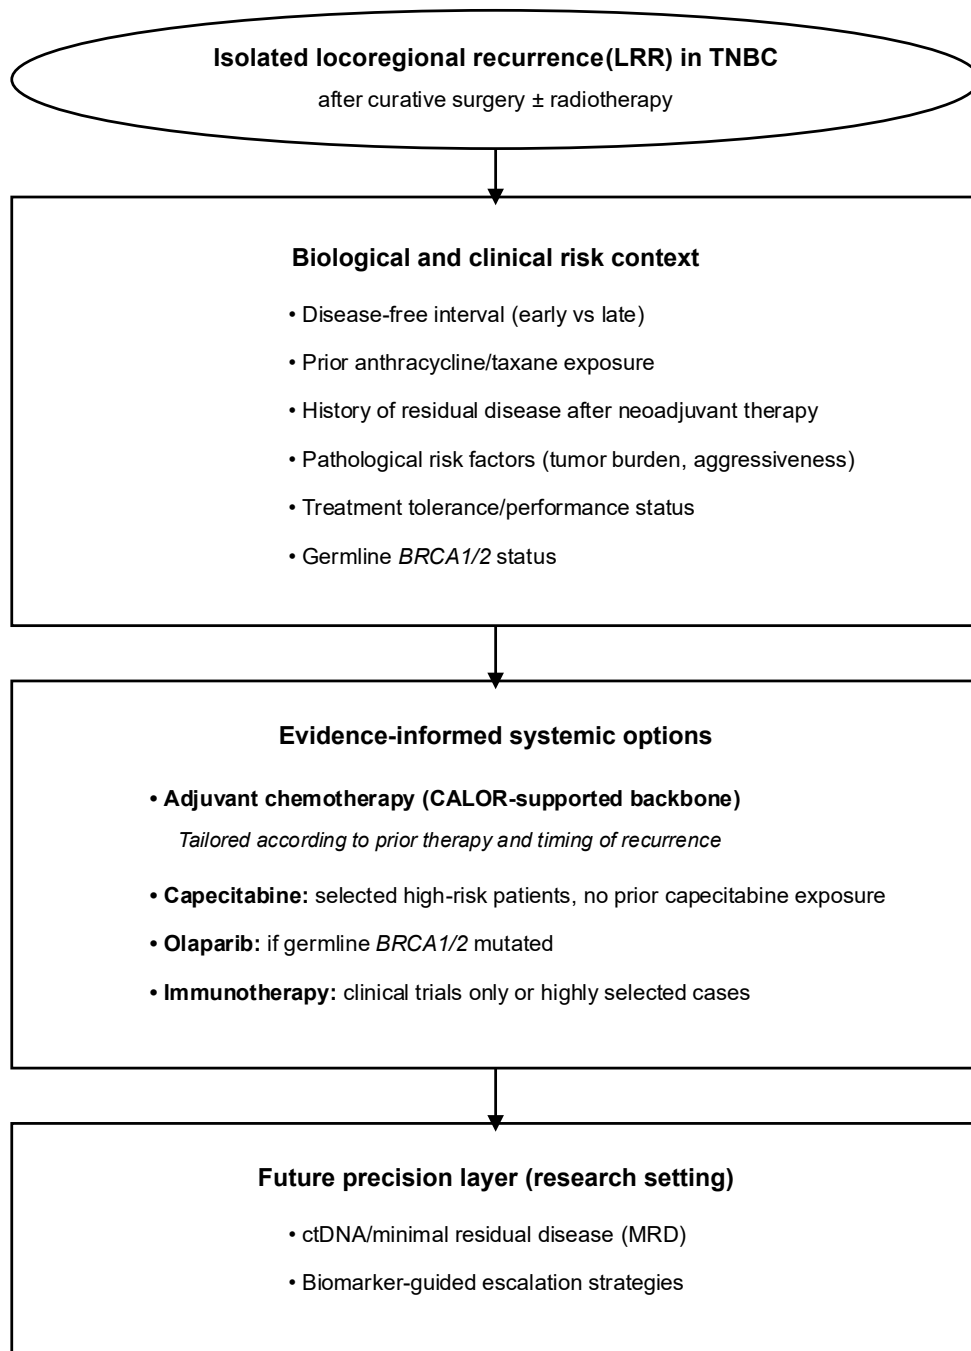 Isolated locoregional recurrence(LRR) in TNBC
after curative surgery ± radiotherapy
Biological and clinical risk context
• Disease-free interval (early vs late)
• Prior anthracycline/taxane exposure
• History of residual disease after neoadjuvant therapy
• Pathological risk factors (tumor burden, aggressiveness)
• Treatment tolerance/performance status
• Germline BRCA1/2 status
Evidence-informed systemic options
• Adjuvant chemotherapy (CALOR-supported backbone)
Tailored according to prior therapy and timing of recurrence
• Capecitabine: selected high-risk patients, no prior capecitabine exposure
• Olaparib: if germline BRCA1/2 mutated
• Immunotherapy: clinical trials only or highly selected cases
Future precision layer (research setting)
• ctDNA/minimal residual disease (MRD)
• Biomarker-guided escalation strategies